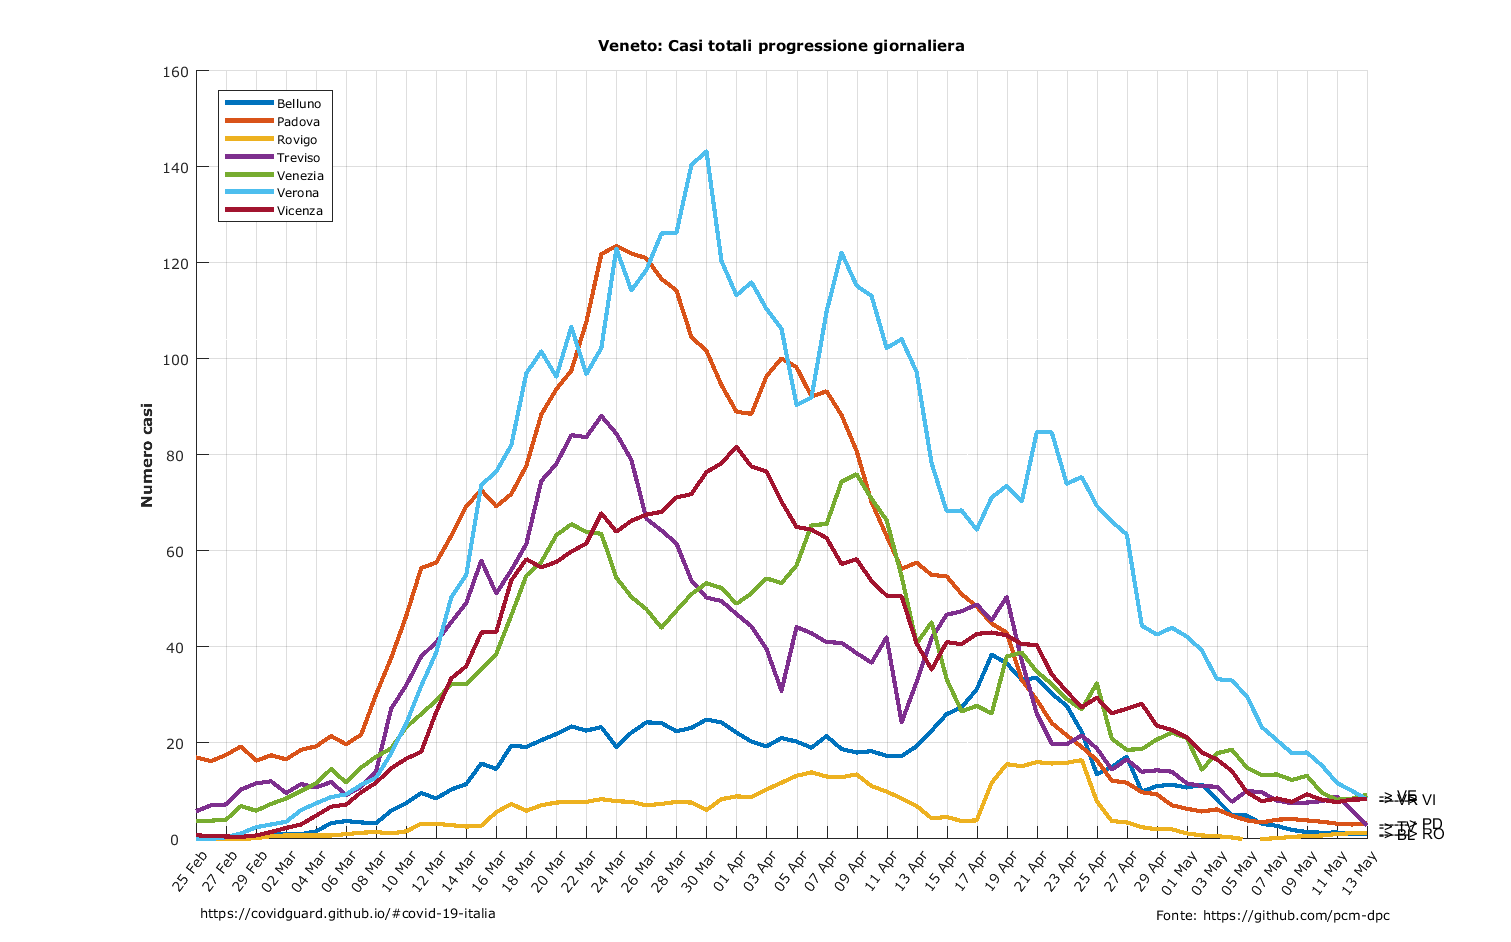 Veneto: Casi totali progressione giornaliera
160
140
120
100
80
60
40
20
0
Numero casi
Belluno
Padova
Rovigo
Treviso
Venezia
Verona
Vicenza
25 Feb
27 Feb
29 Feb
02 Mar
04 Mar
06 Mar
08 Mar
10 Mar
12 Mar
14 Mar
16 Mar
18 Mar
20 Mar
22 Mar
24 Mar
26 Mar
28 Mar
30 Mar
01 Apr
03 Apr
05 Apr
07 Apr
09 Apr
11 Apr
13 Apr
15 Apr
17 Apr
19 Apr
21 Apr
23 Apr
25 Apr
27 Apr
29 Apr
01 May
03 May
05 May
07 May
09 May
11 May
13 May
VE
VI
PD
RO
https://covidguard.github.io/#covid-19-italia
Fonte: https://github.com/pcm-dpc